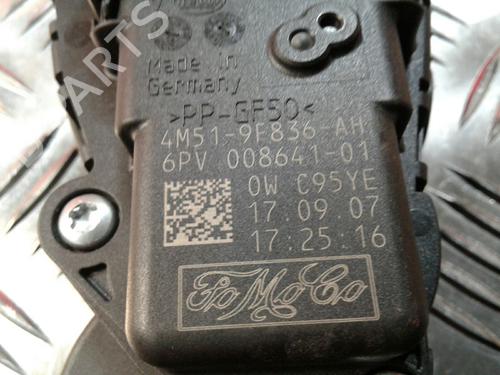 Made in
Germany
>PP-GF50<
4M51-9F836-AH
6PV 008641-01
0W C95YE
17.09.07
17:25:16
FoMoCo
PARTS